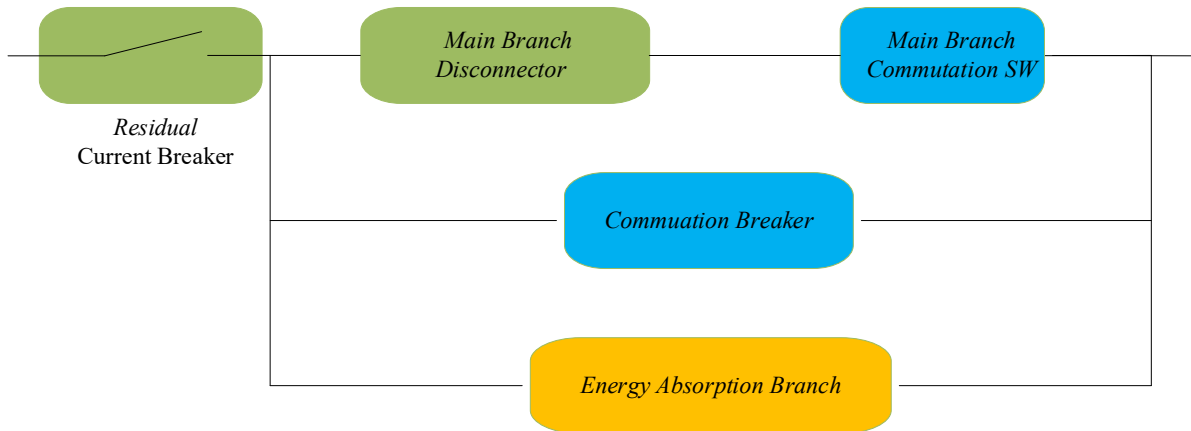 Main Branch
Disconnector
Main Branch
Commutation SW
Residual
Current Breaker
Commuation Breaker
Energy Absorption Branch